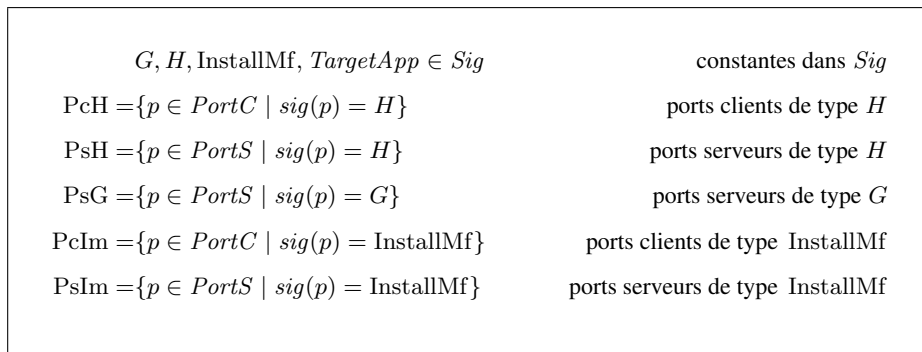 G, H, InstallMf, TargetApp ∈ Sig constantes dans Sig
PcH ={p ∈ PortC | sig(p) = H} ports clients de type H
PsH ={p ∈ PortS | sig(p) = H} ports serveurs de type H
PsG ={p ∈ PortS | sig(p) = G} ports serveurs de type G
PcIm ={p ∈ PortC | sig(p) = InstallMf} ports clients de type InstallMf
PsIm ={p ∈ PortS | sig(p) = InstallMf} ports serveurs de type InstallMf